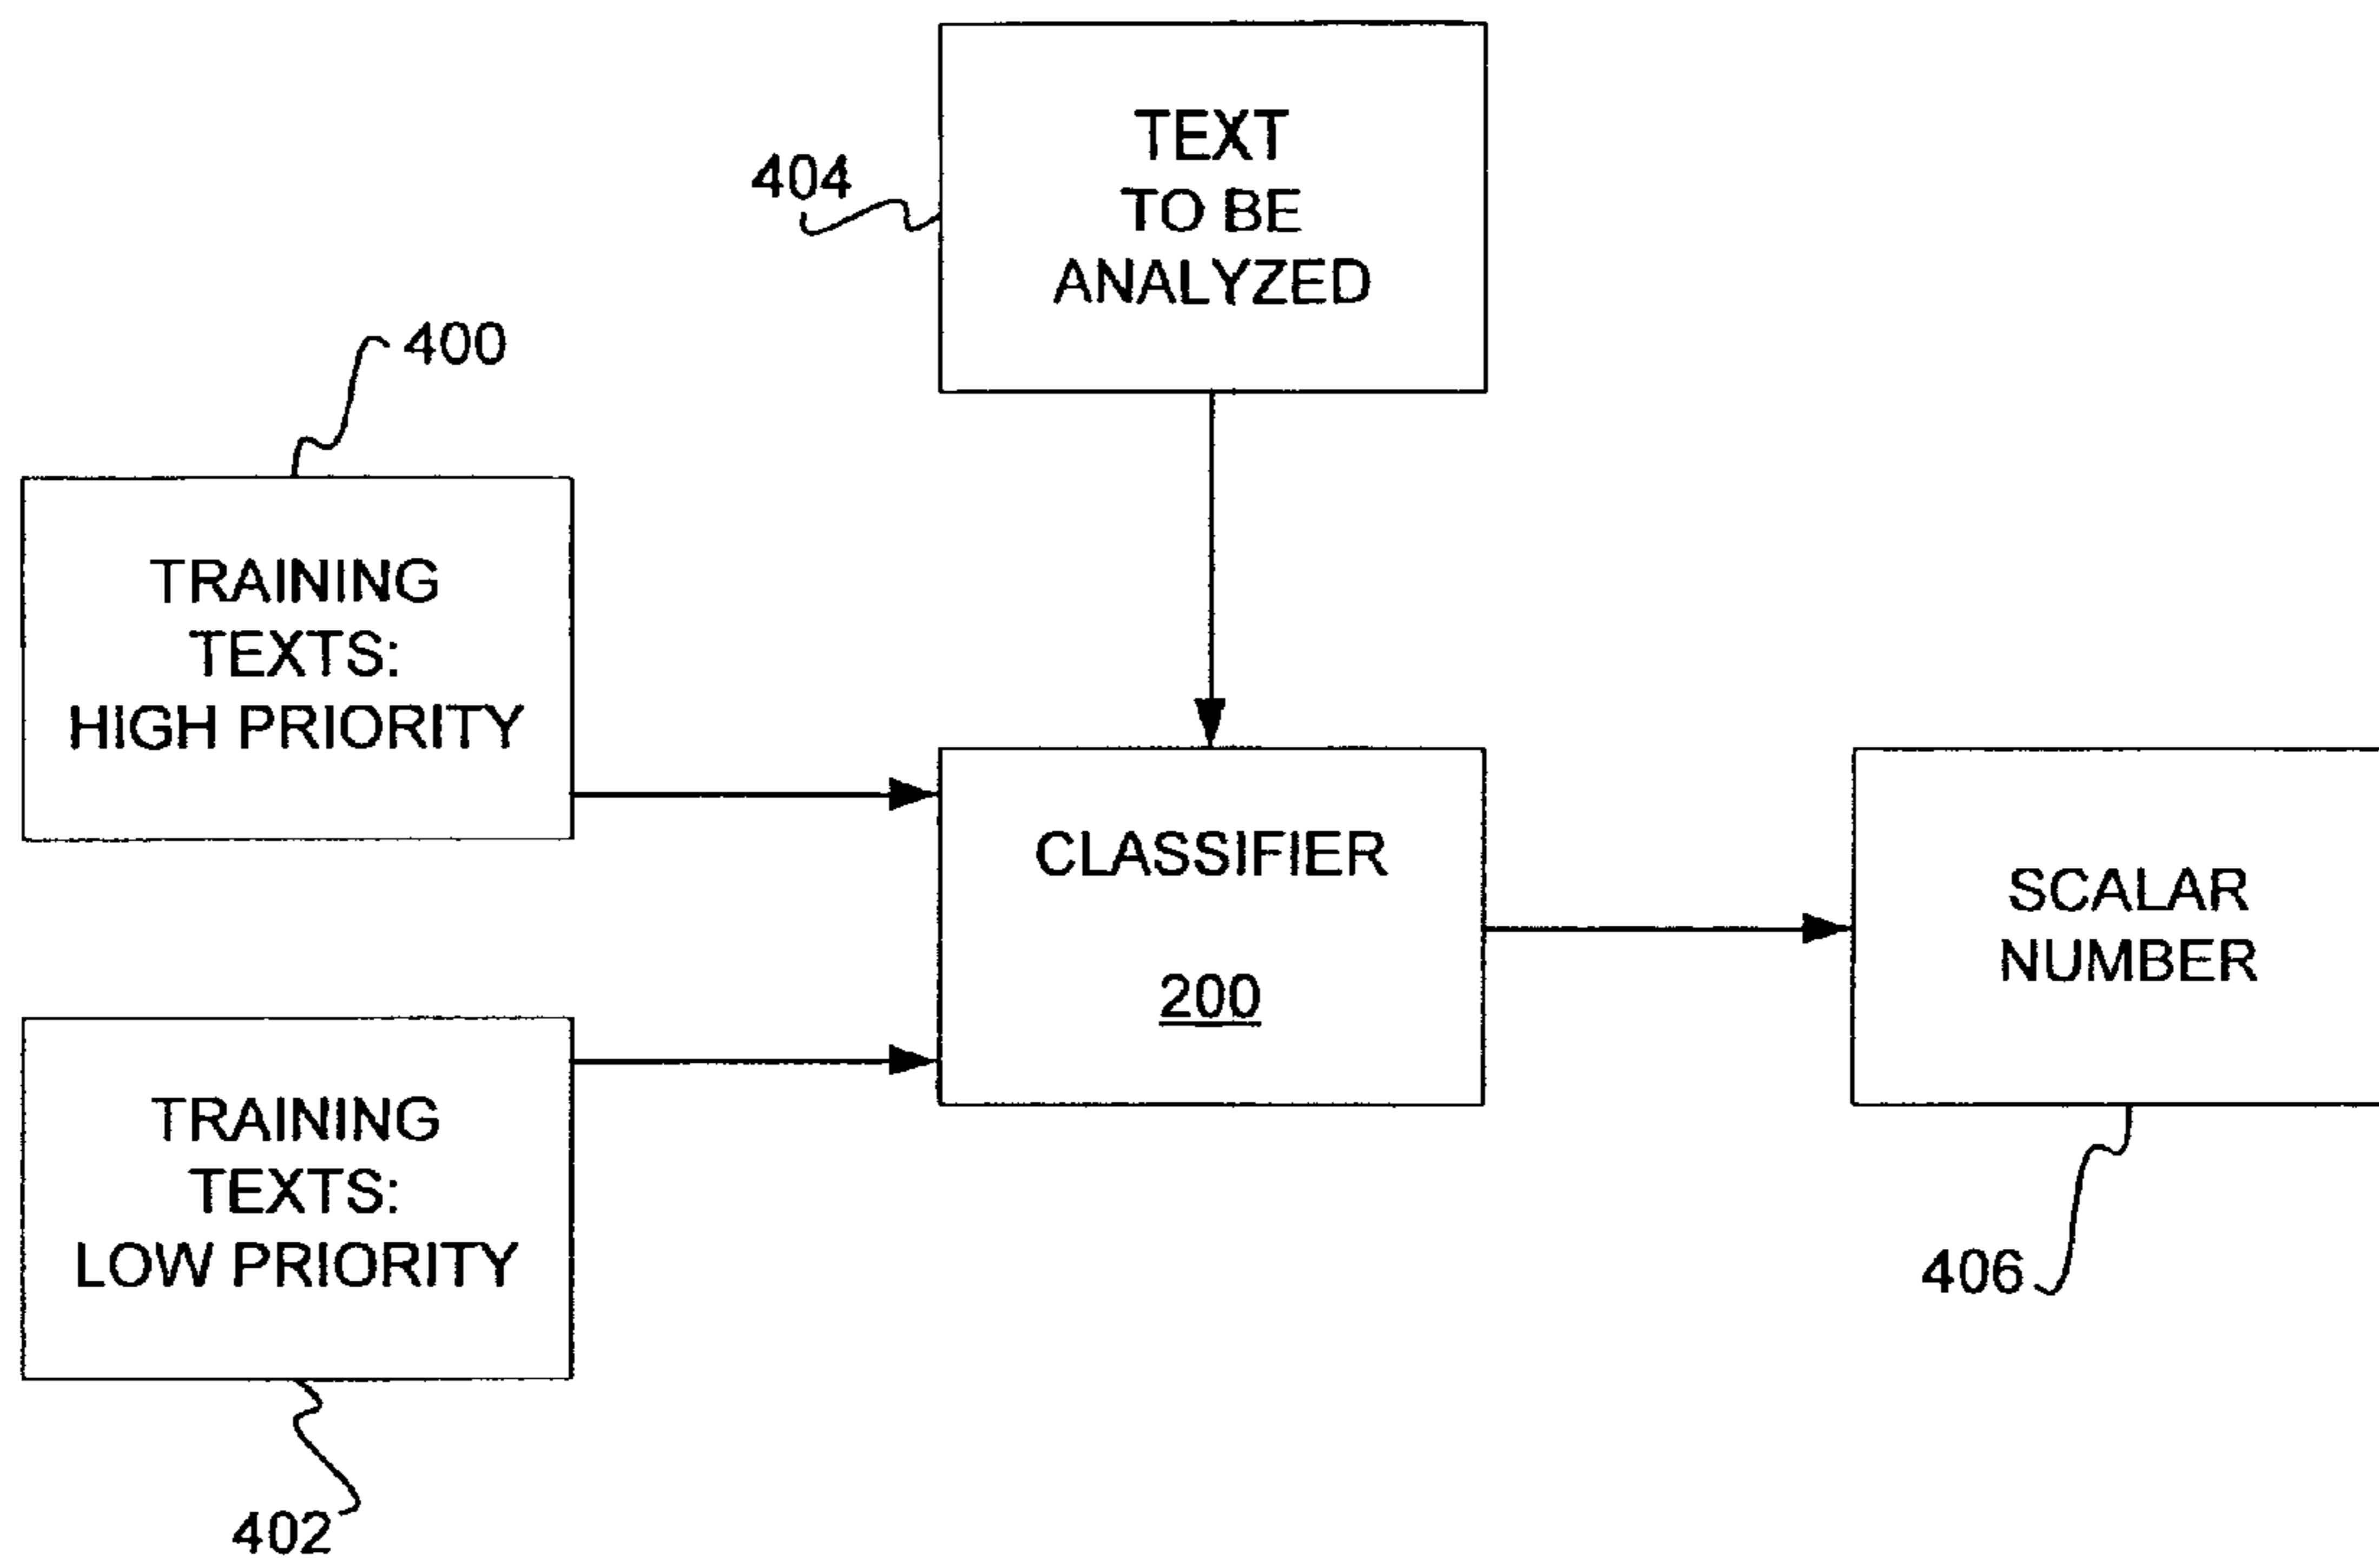 TEXT
TO BE
ANALYZED
404
400
TRAINING
TEXTS:
HIGH PRIORITY
CLASSIFIER
200
SCALAR
NUMBER
TRAINING
TEXTS:
LOW PRIORITY
406
402